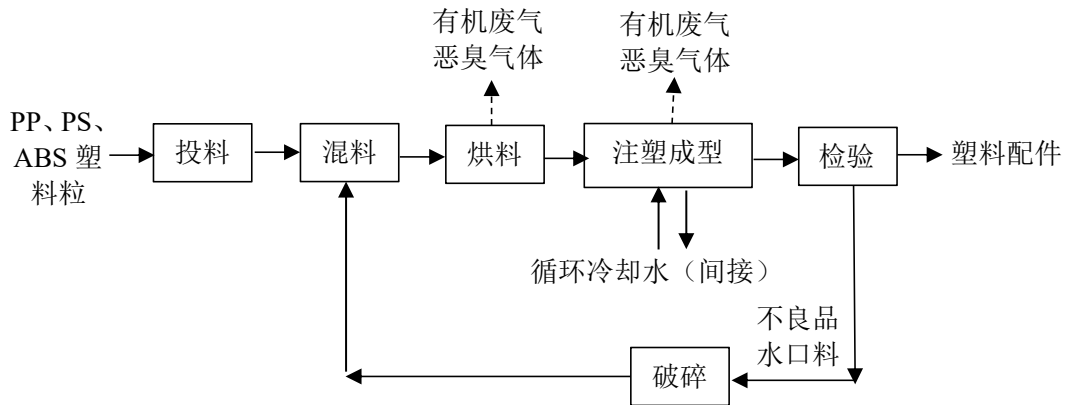 有机废气
恶臭气体
有机废气
恶臭气体
PP、PS、
ABS 塑
料粒
投料
混料
烘料
注塑成型
检验
塑料配件
循环冷却水（间接）
不良品
水口料
破碎